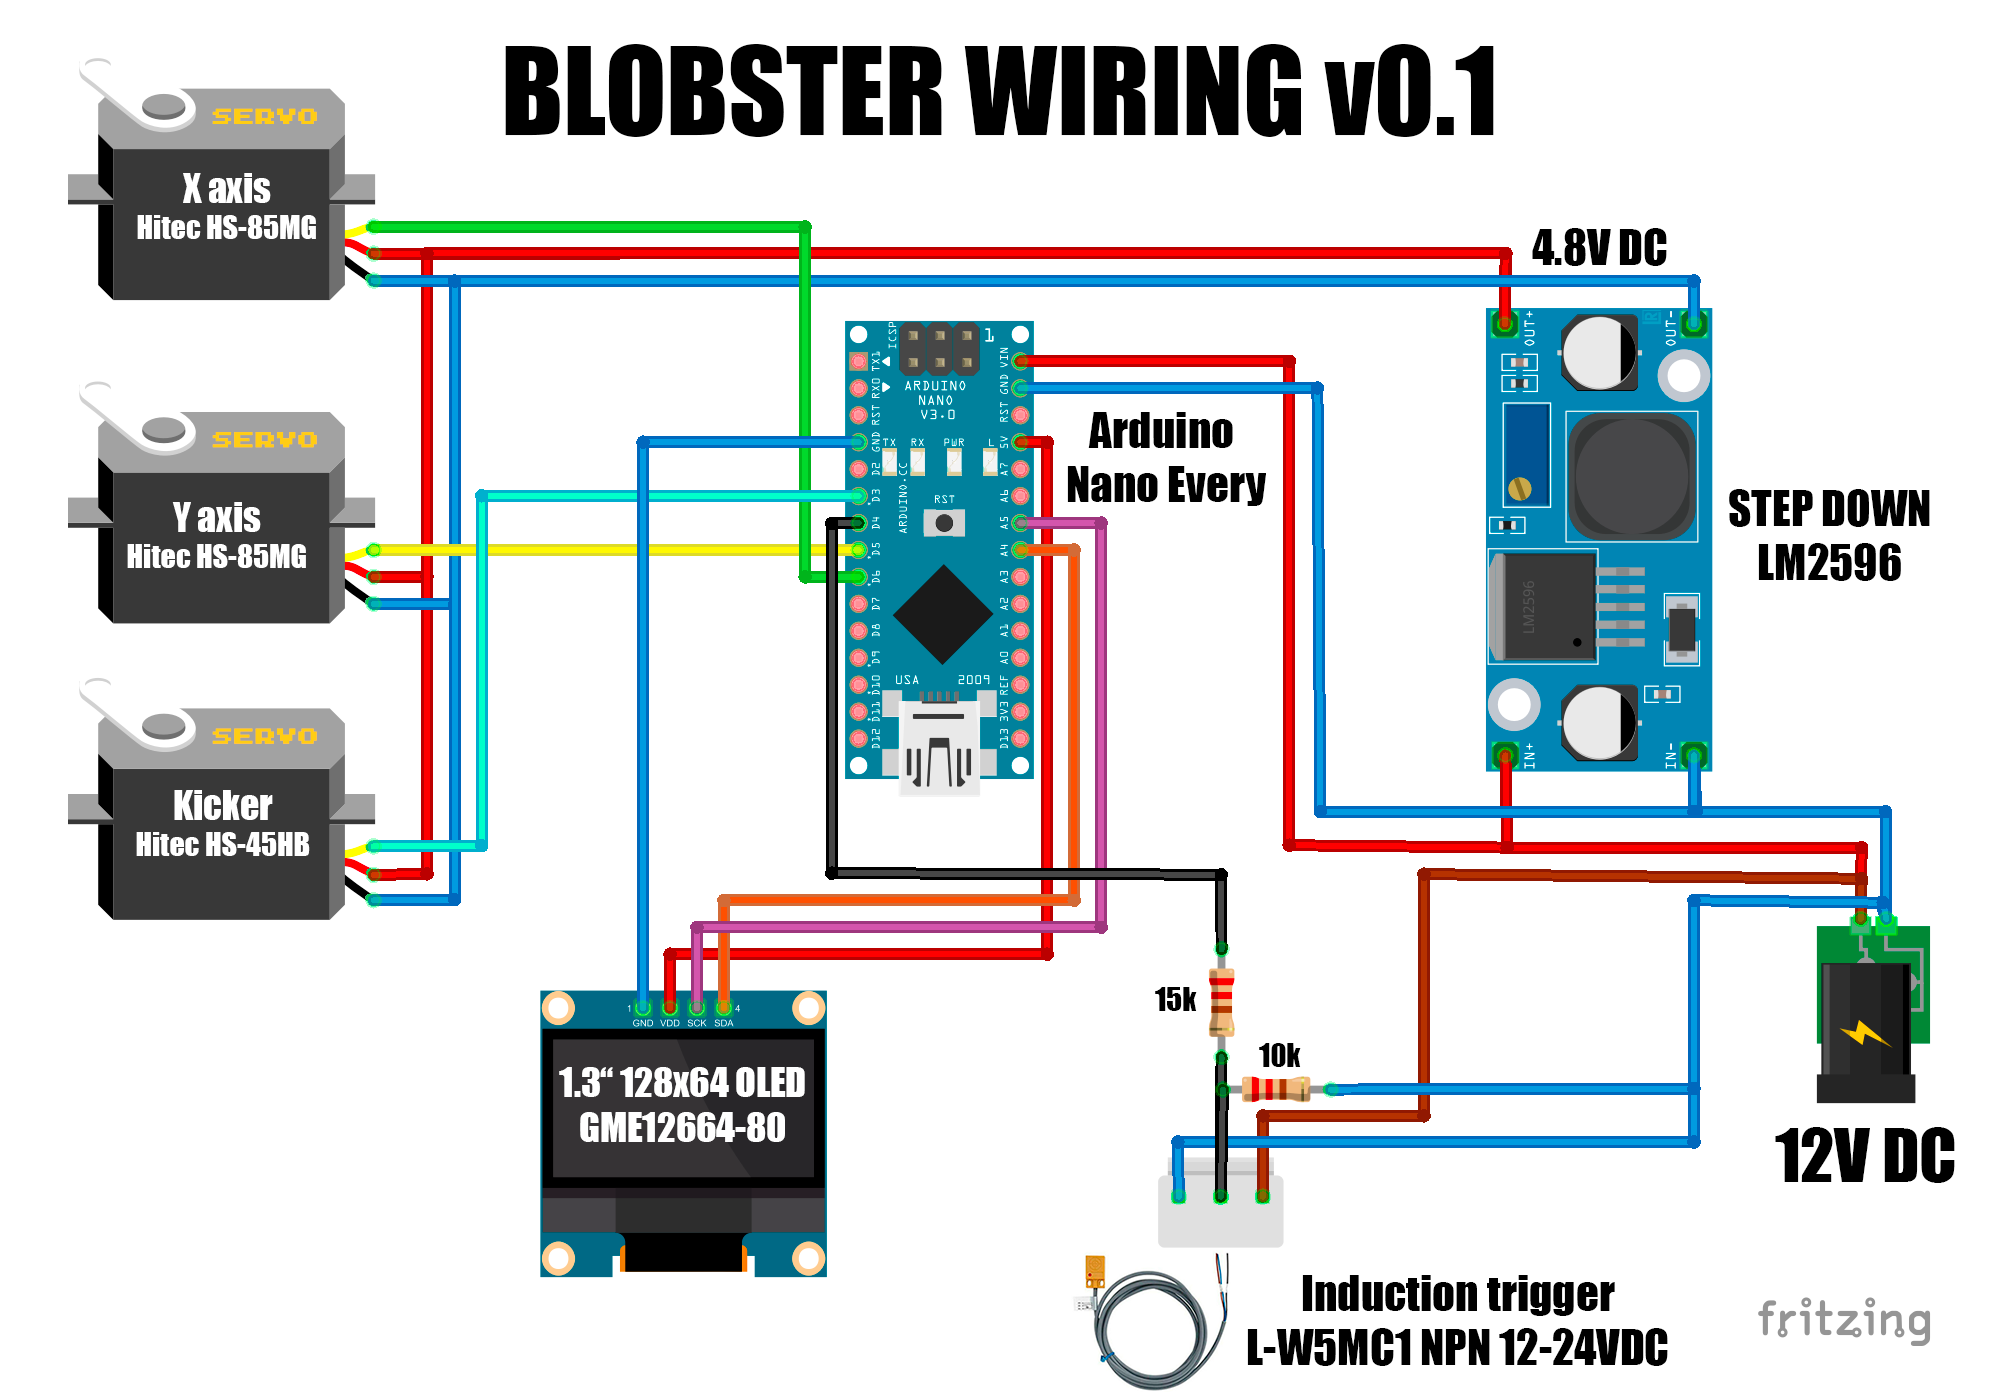 BLOBSTER WIRING v0.1
SERVO
X axis
Hitec HS-85MG
SERVO
Y axis
Hitec HS-85MG
SERVO
Kicker
Hitec HS-45HB
4.8V DC
OUT+
OUT-
STEP DOWN
LM2596
LM2596
IN+
IN-
ICSP
1
ARDUINO
NANO
V3.0
TX1
RX0
RST
GND
D2
D3
D4
D5
D6
D7
D8
D9
D10
D11
D12
VIN
GND
RST
5V
A7
A6
A5
A4
A3
A2
A1
A0
REF
3V3
D13
TX RX PWR L
ARDUINO.CC
RST
USA 2009
Arduino
Nano Every
15k
10k
1 4
GND VDD SCK SDA
1.3“ 128x64 OLED
GME12664-80
12V DC
Induction trigger
L-W5MC1 NPN 12-24VDC
fritzing